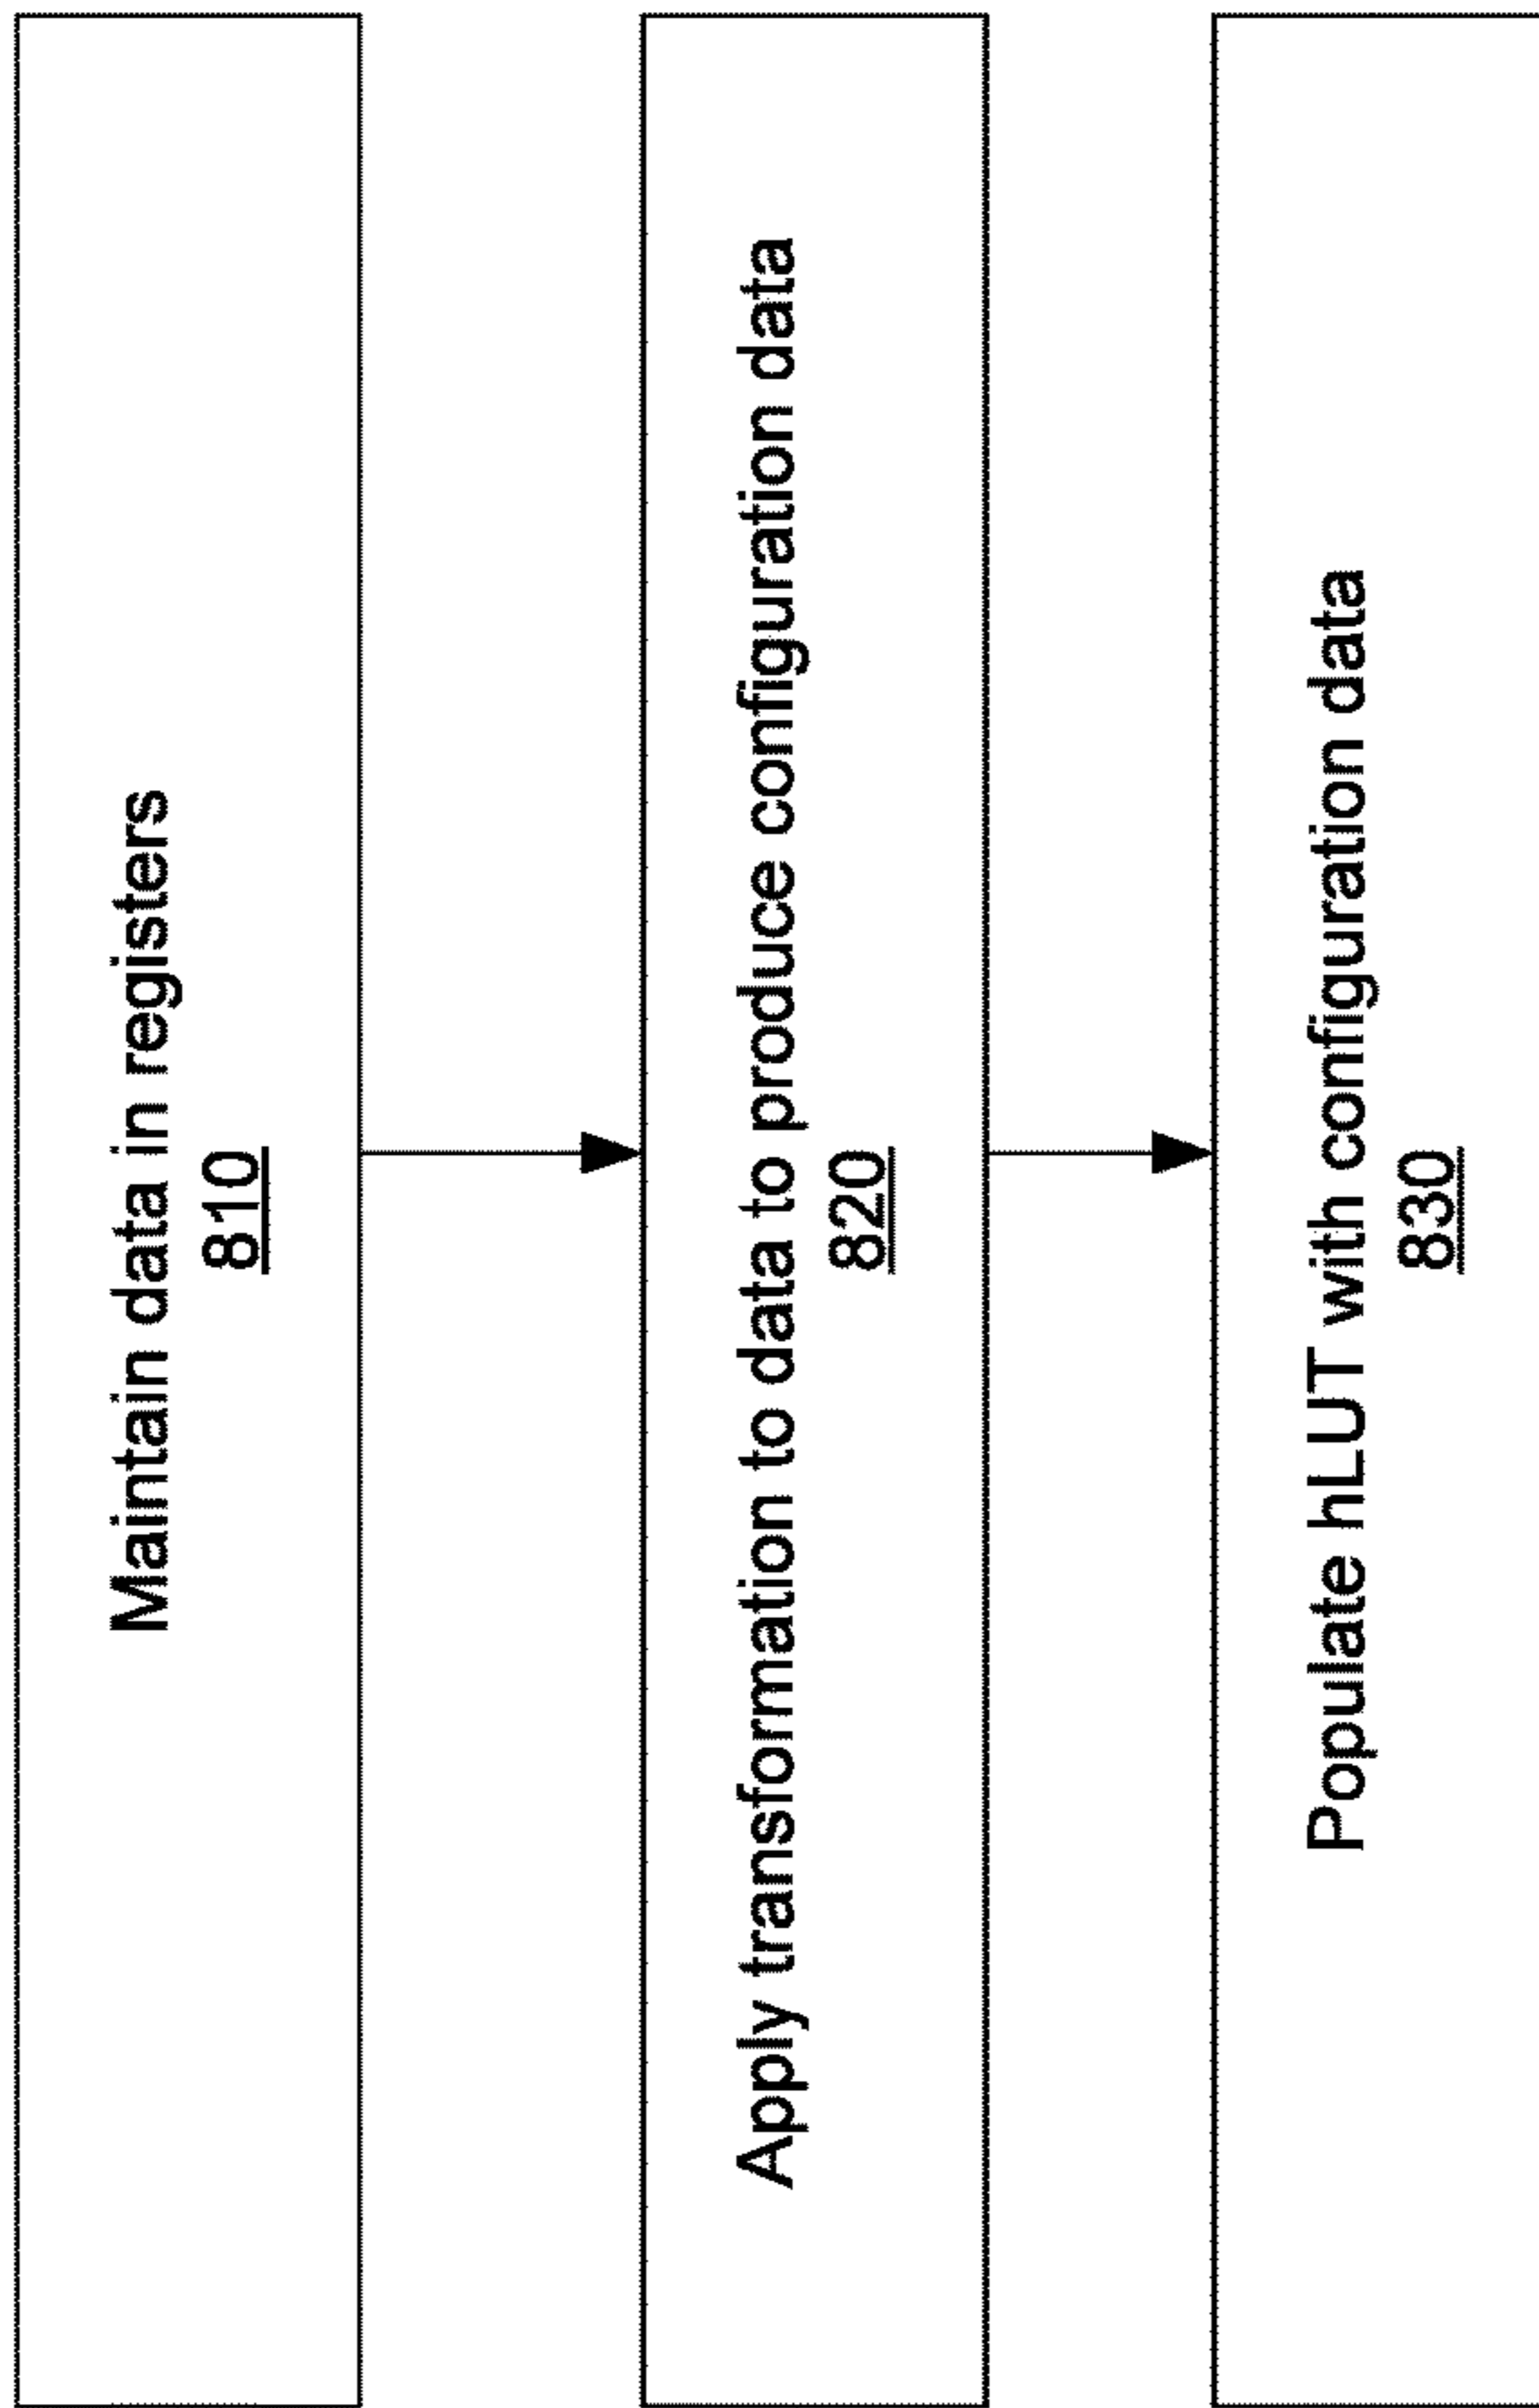 Maintain data in registers
810
Apply transformation to data to produce configuration data
820
Populate hLUT with configuration data
830